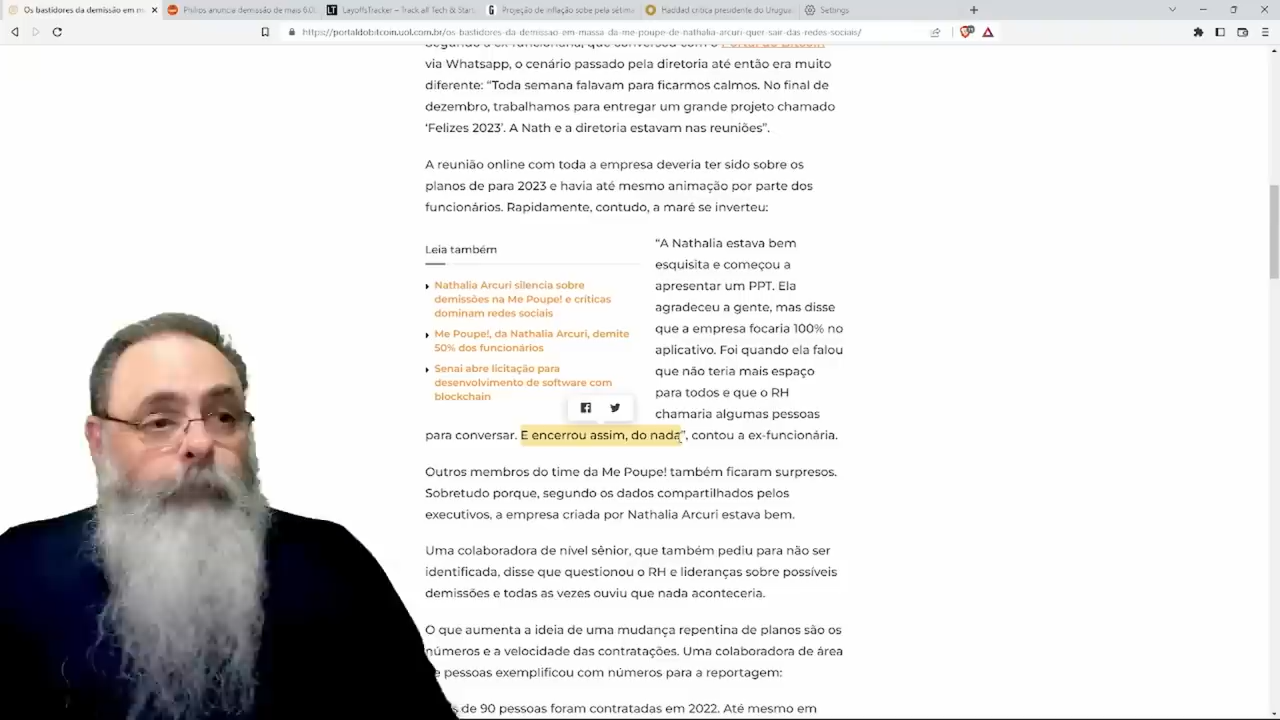 Os bastidores da demissão em m
Philips anuncia demissão de mais 6.0
LayoffsTracker – Track all Tech & Start
Projeção de inflação sobe pela sétima
Haddad critica presidente do Urugua
Settings
https://portaldobitcoin.uol.com.br/os-bastidores-da-demissao-em-massa-da-me-poupe-de-nathalia-arcuri-quer-sair-das-redes-sociais/
Segundo a ex-funcionária, que conversou com o Portal do Bitcoin
via Whatsapp, o cenário passado pela diretoria até então era muito
diferente: “Toda semana falavam para ficarmos calmos. No final de
dezembro, trabalhamos para entregar um grande projeto chamado
‘Felizes 2023’. A Nath e a diretoria estavam nas reuniões”.
A reunião online com toda a empresa deveria ter sido sobre os
planos de para 2023 e havia até mesmo animação por parte dos
funcionários. Rapidamente, contudo, a maré se inverteu:
Leia também
Nathalia Arcuri silencia sobre
demissões na Me Poupe! e críticas
dominam redes sociais
Me Poupe!, da Nathalia Arcuri, demite
50% dos funcionários
Senai abre licitação para
desenvolvimento de software com
blockchain
“A Nathalia estava bem
esquisita e começou a
apresentar um PPT. Ela
agradeceu a gente, mas disse
que a empresa focaria 100% no
aplicativo. Foi quando ela falou
que não teria mais espaço
para todos e que o RH
chamaria algumas pessoas
para conversar. E encerrou assim, do nada”, contou a ex-funcionária.
Outros membros do time da Me Poupe! também ficaram surpresos.
Sobretudo porque, segundo os dados compartilhados pelos
executivos, a empresa criada por Nathalia Arcuri estava bem.
Uma colaboradora de nível sênior, que também pediu para não ser
identificada, disse que questionou o RH e lideranças sobre possíveis
demissões e todas as vezes ouviu que nada aconteceria.
O que aumenta a ideia de uma mudança repentina de planos são os
números e a velocidade das contratações. Uma colaboradora de área
e pessoas exemplificou com números para a reportagem:
s de 90 pessoas foram contratadas em 2022. Até mesmo em